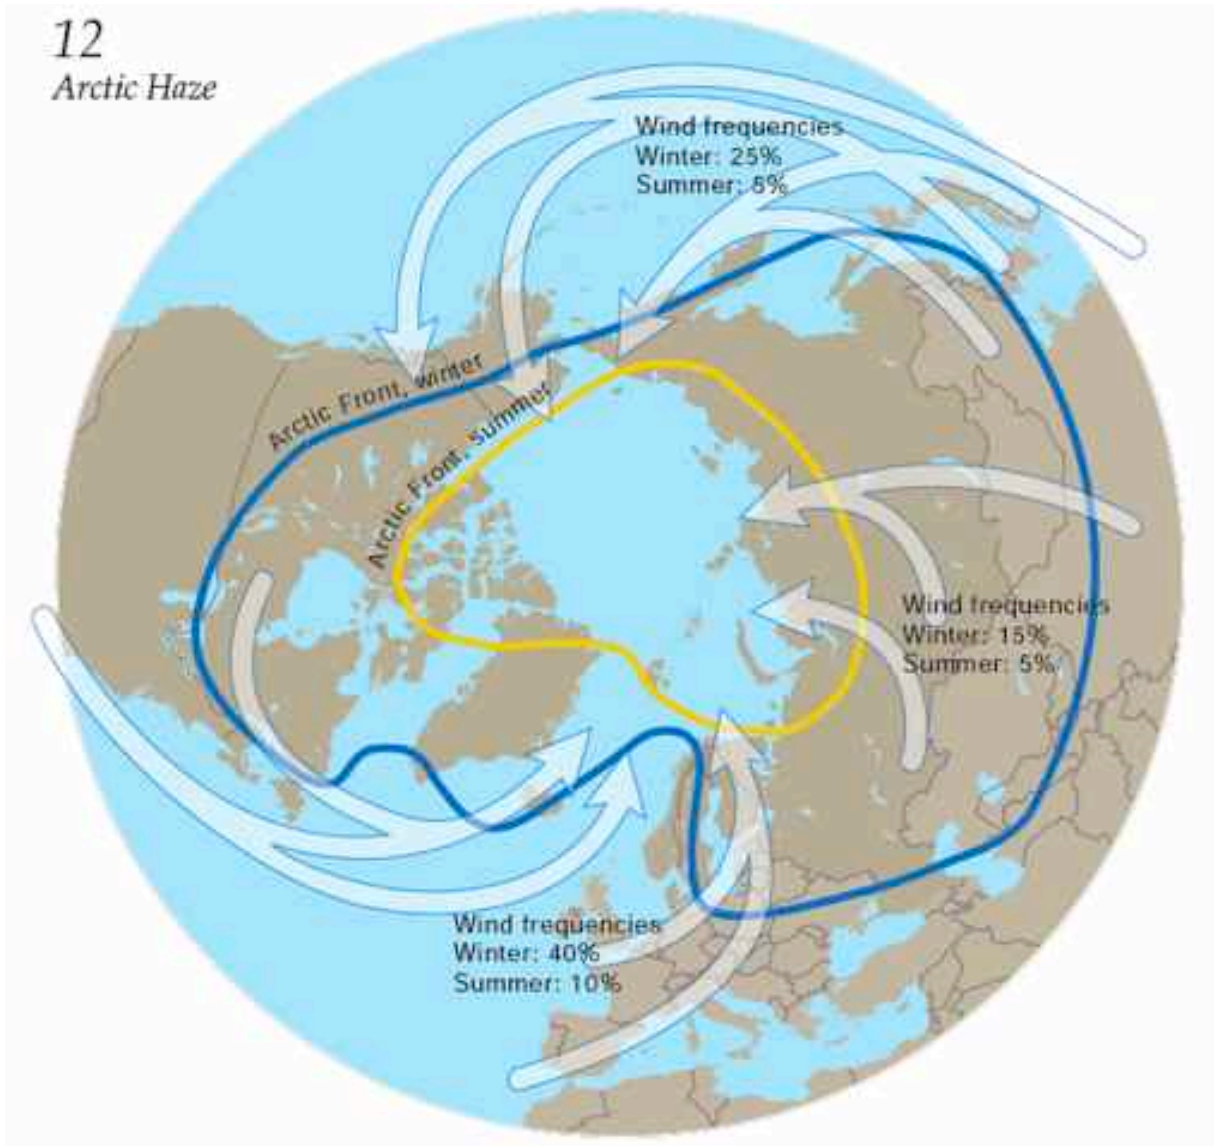 12
Arctic Haze
Wind frequencies
Winter: 25%
Summer: 5%
Arctic Front, winter
Arctic Front, Summer
Wind frequencies
Winter: 15%
Summer: 5%
Wind frequencies
Winter: 40%
Summer: 10%